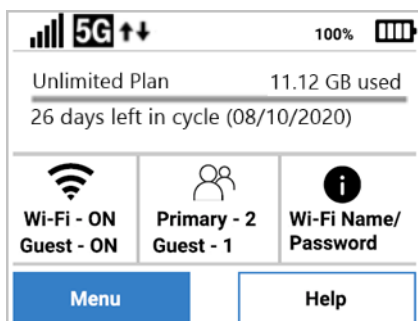 5G 100%
Unlimited Plan 11.12 GB used
26 days left in cycle (08/10/2020)
Wi-Fi - ON
Guest - ON
Primary - 2
Guest - 1
Wi-Fi Name/
Password
Menu Help